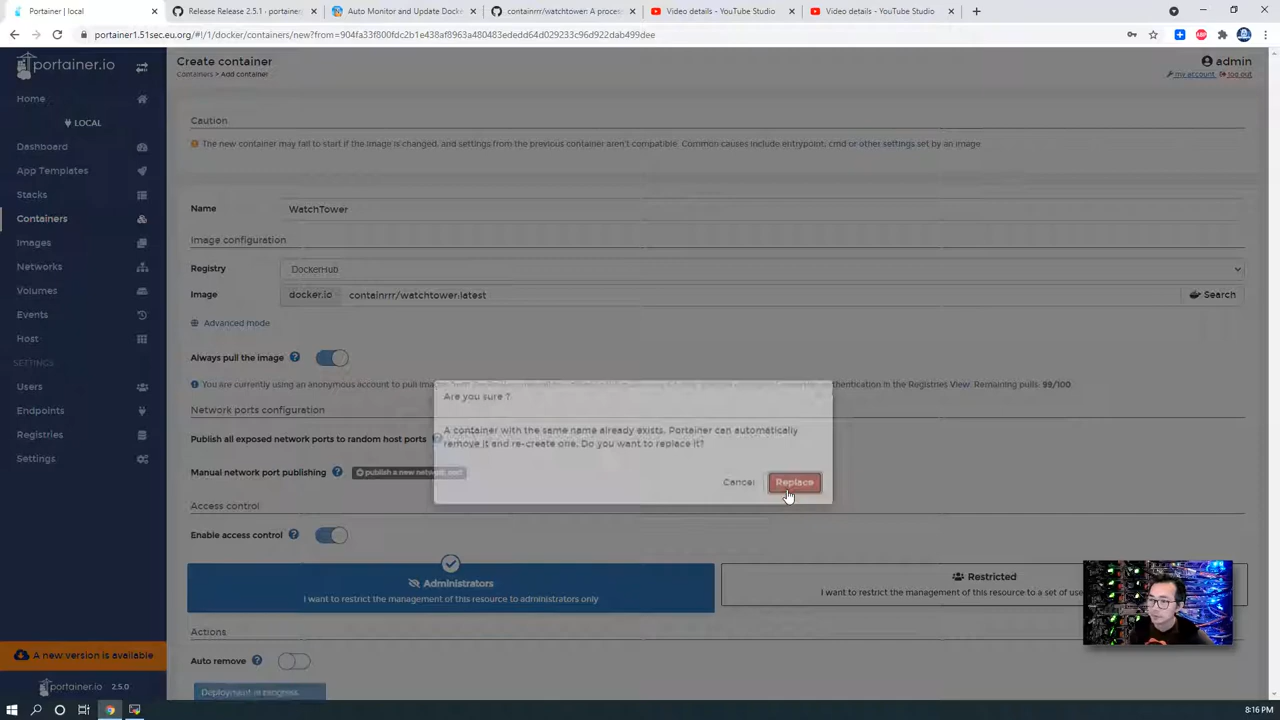 Portainer | local
Release Release 2.5.1 · portainer
Auto Monitor and Update Docke
containrrr/watchtower: A proces
Video details - YouTube Studio
Video details - YouTube Studio
portainer1.51sec.eu.org/#!/1/docker/containers/new?from=904fa33f800fdc2b1e438af8963a480483ededd64d029233c96d922dab499dee
portainer.io
Home
LOCAL
Dashboard
App Templates
Stacks
Containers
Images
Networks
Volumes
Events
Host
SETTINGS
Users
Endpoints
Registries
Settings
A new version is available
portainer.io 2.5.0
Create container
Containers > Add container
admin
my account log out
Caution
The new container may fail to start if the image is changed, and settings from the previous container aren't compatible. Common causes include entrypoint, cmd or other settings set by an image
Name WatchTower
Image configuration
Registry DockerHub
Image docker.io containrrr/watchtower:latest Search
Advanced mode
Always pull the image
You are currently using an anonymous account to pull images
authentication in the Registries View. Remaining pulls: 99/100
Network ports configuration
Publish all exposed network ports to random host ports
Manual network port publishing publish a new network port
Are you sure ?
A container with the same name already exists. Portainer can automatically
remove it and re-create one. Do you want to replace it?
Cancel Replace
Access control
Enable access control
Administrators
I want to restrict the management of this resource to administrators only
Restricted
I want to restrict the management of this resource to a set of use
Actions
Auto remove
Deployment in progress
8:16 PM